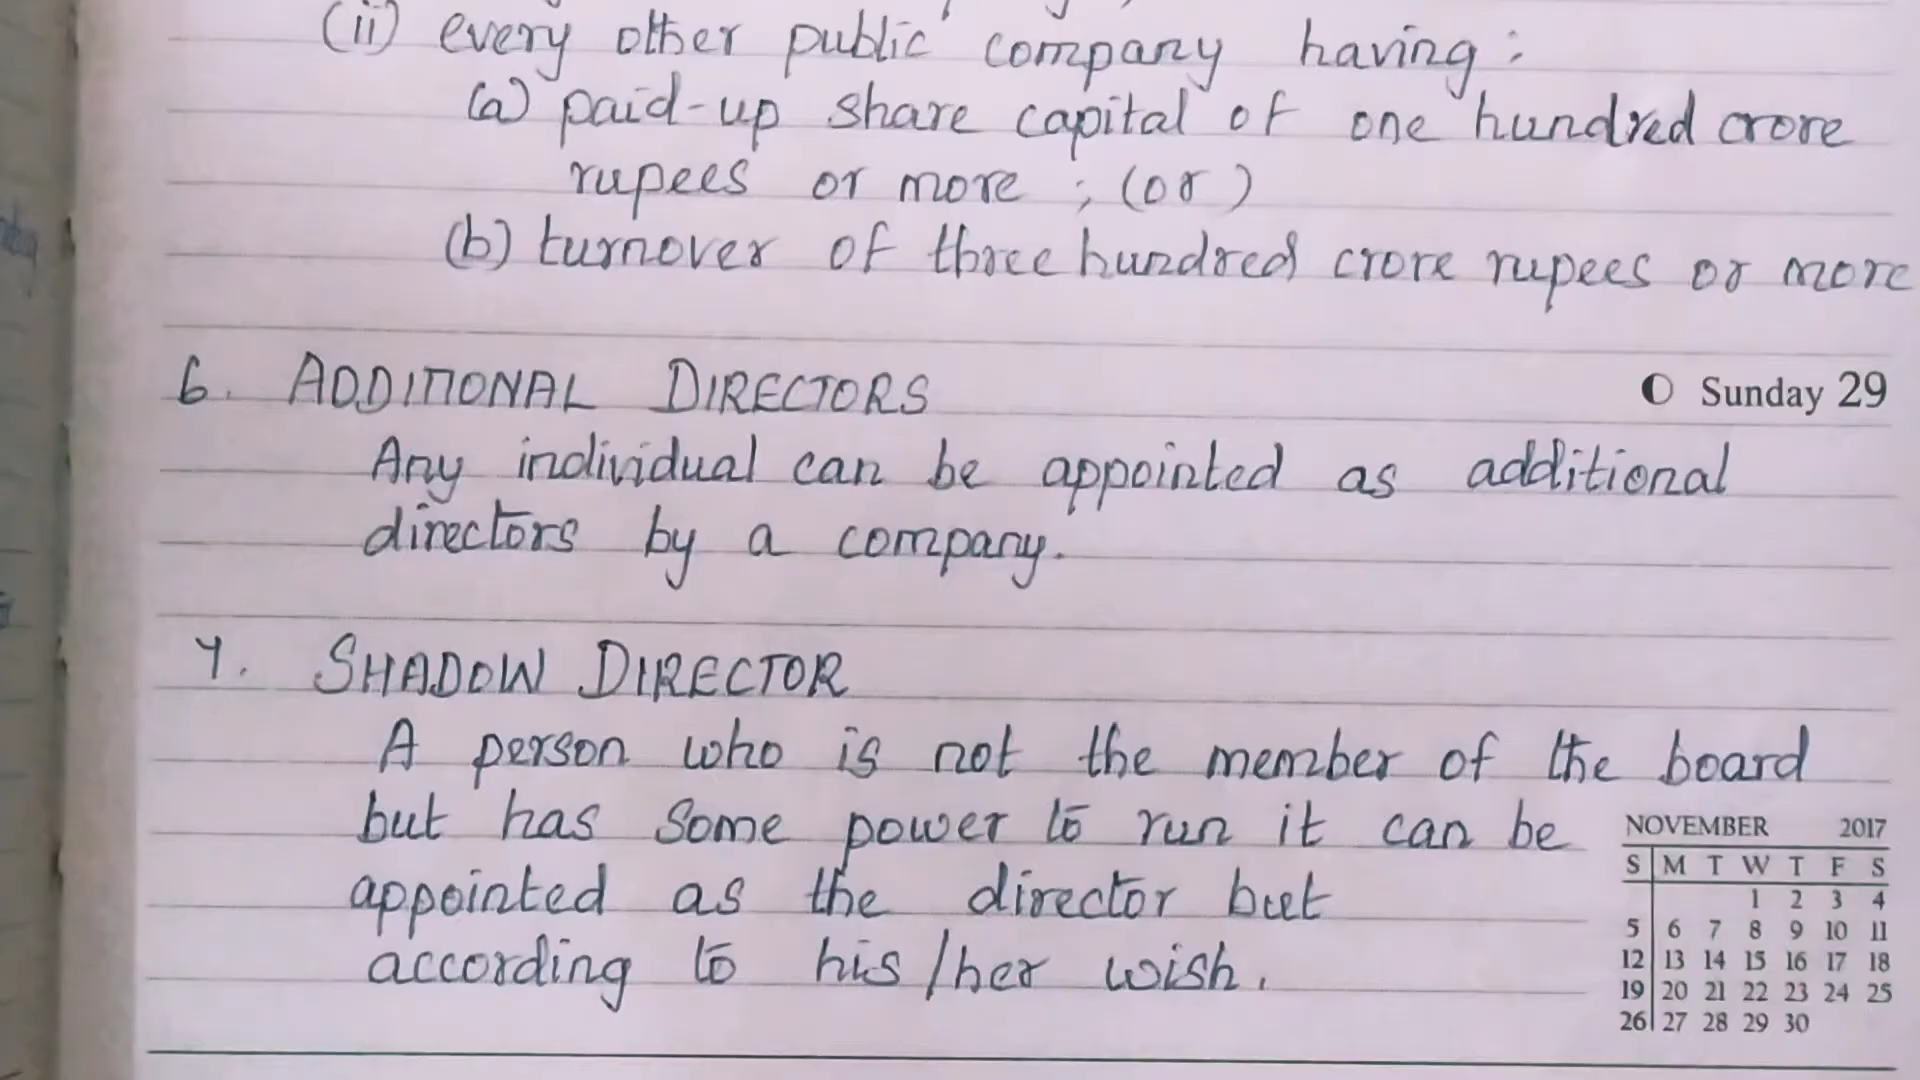 (ii) every other public company having:
(a) paid-up share capital of one hundred crore
rupees or more ; (or)
(b) turnover of three hundred crore rupees or more
6. ADDITIONAL DIRECTORS
Sunday 29
Any individual can be appointed as additional
directors by a company.
7. SHADOW DIRECTOR
A person who is not the member of the board
but has some power to run it can be
appointed as the director but
according to his/her wish.
NOVEMBER 2017
S M T W T F S
1 2 3 4
5 6 7 8 9 10 11
12 13 14 15 16 17 18
19 20 21 22 23 24 25
26 27 28 29 30